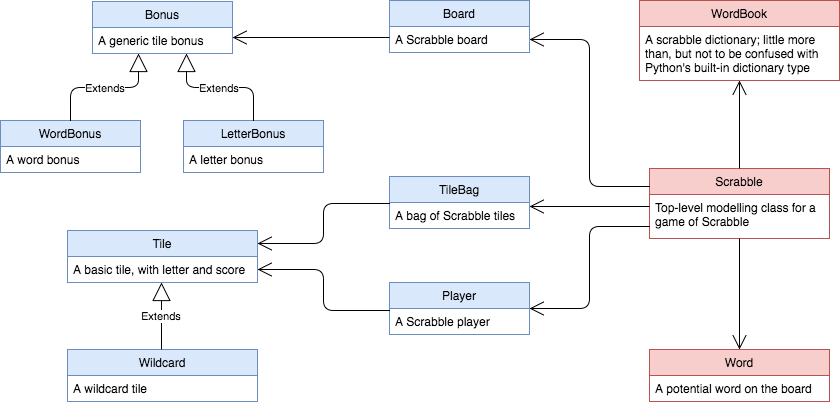 Bonus
A generic tile bonus
Board
A Scrabble board
WordBook
A scrabble dictionary; little more
than, but not to be confused with
Python's built-in dictionary type
Extends
Extends
WordBonus
A word bonus
LetterBonus
A letter bonus
TileBag
A bag of Scrabble tiles
Scrabble
Top-level modelling class for a
game of Scrabble
Tile
A basic tile, with letter and score
Player
A Scrabble player
Extends
Wildcard
A wildcard tile
Word
A potential word on the board